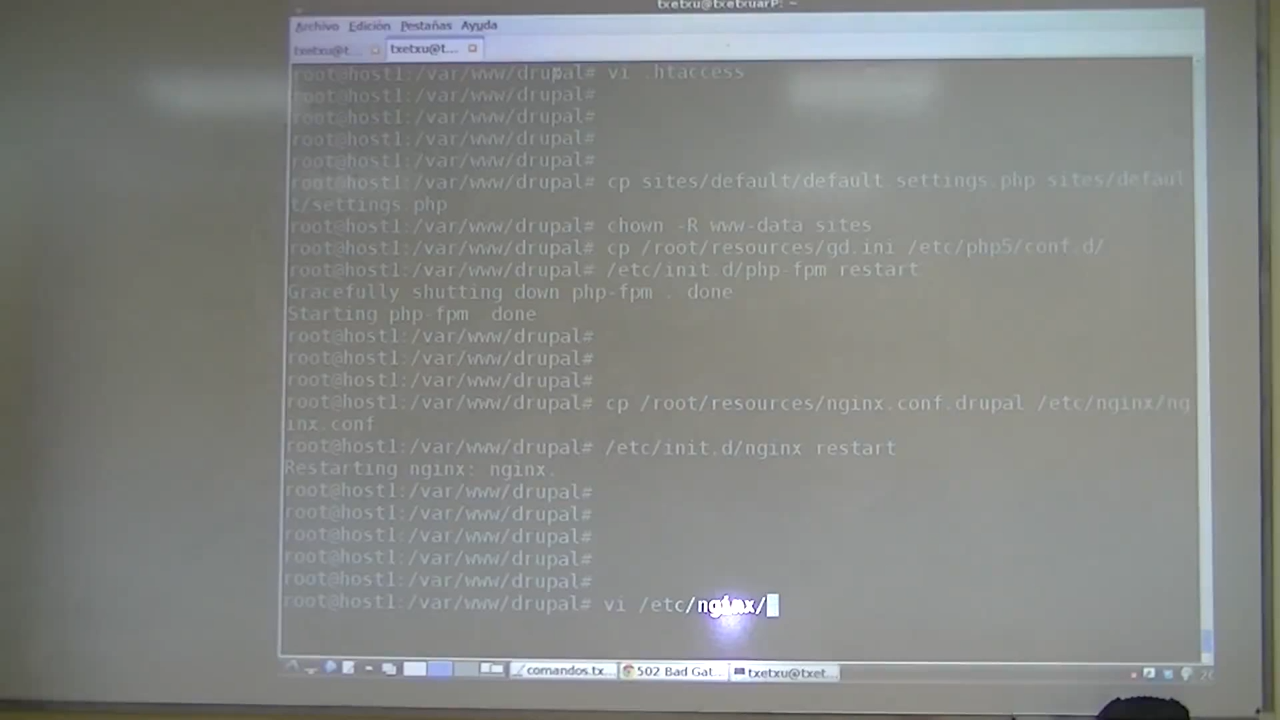 txetxu@txetxuarP: ~
Archivo Edición Pestañas Ayuda
txetxu@t... txetxu@t...
root@host1:/var/www/drupal# vi .htaccess
root@host1:/var/www/drupal#
root@host1:/var/www/drupal#
root@host1:/var/www/drupal#
root@host1:/var/www/drupal#
root@host1:/var/www/drupal# cp sites/default/default settings.php sites/defaul
t/settings php
root@host1:/var/www/drupal# chown -R www-data sites
root@host1:/var/www/drupal# cp /root/resources/gd.ini /etc/php5/conf.d/
root@host1:/var/www/drupal# /etc/init.d/php-fpm restart
Gracefully shutting down php-fpm . done
Starting php-fpm  done
root@host1:/var/www/drupal#
root@host1:/var/www/drupal#
root@host1:/var/www/drupal#
root@host1:/var/www/drupal# cp /root/resources/nginx.conf.drupal /etc/nginx/ng
inx.conf
root@host1:/var/www/drupal# /etc/init.d/nginx restart
Restarting nginx: nginx.
root@host1:/var/www/drupal#
root@host1:/var/www/drupal#
root@host1:/var/www/drupal#
root@host1:/var/www/drupal#
root@host1:/var/www/drupal#
root@host1:/var/www/drupal# vi /etc/nginx/
comandos.tx... 502 Bad Gat... txetxu@txet...